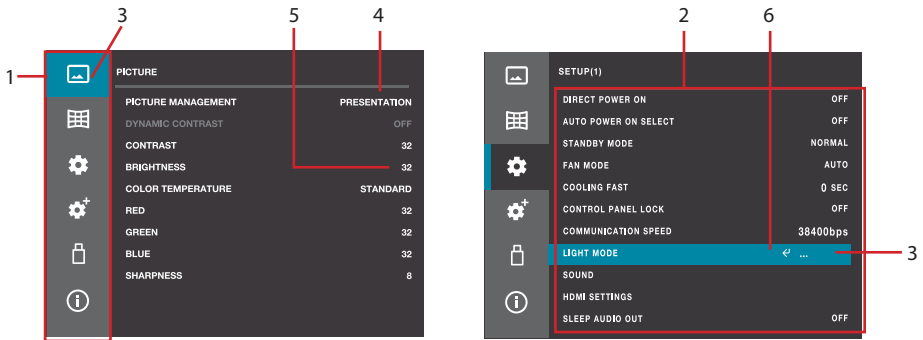 3 5 4
1
PICTURE
PICTURE MANAGEMENT PRESENTATION
DYNAMIC CONTRAST OFF
CONTRAST 32
BRIGHTNESS 32
COLOR TEMPERATURE STANDARD
RED 32
GREEN 32
BLUE 32
SHARPNESS 8
2 6
SETUP(1)
DIRECT POWER ON OFF
AUTO POWER ON SELECT OFF
STANDBY MODE NORMAL
FAN MODE AUTO
COOLING FAST 0 SEC
CONTROL PANEL LOCK OFF
COMMUNICATION SPEED 38400bps
LIGHT MODE ... 3
SOUND
HDMI SETTINGS
SLEEP AUDIO OUT OFF